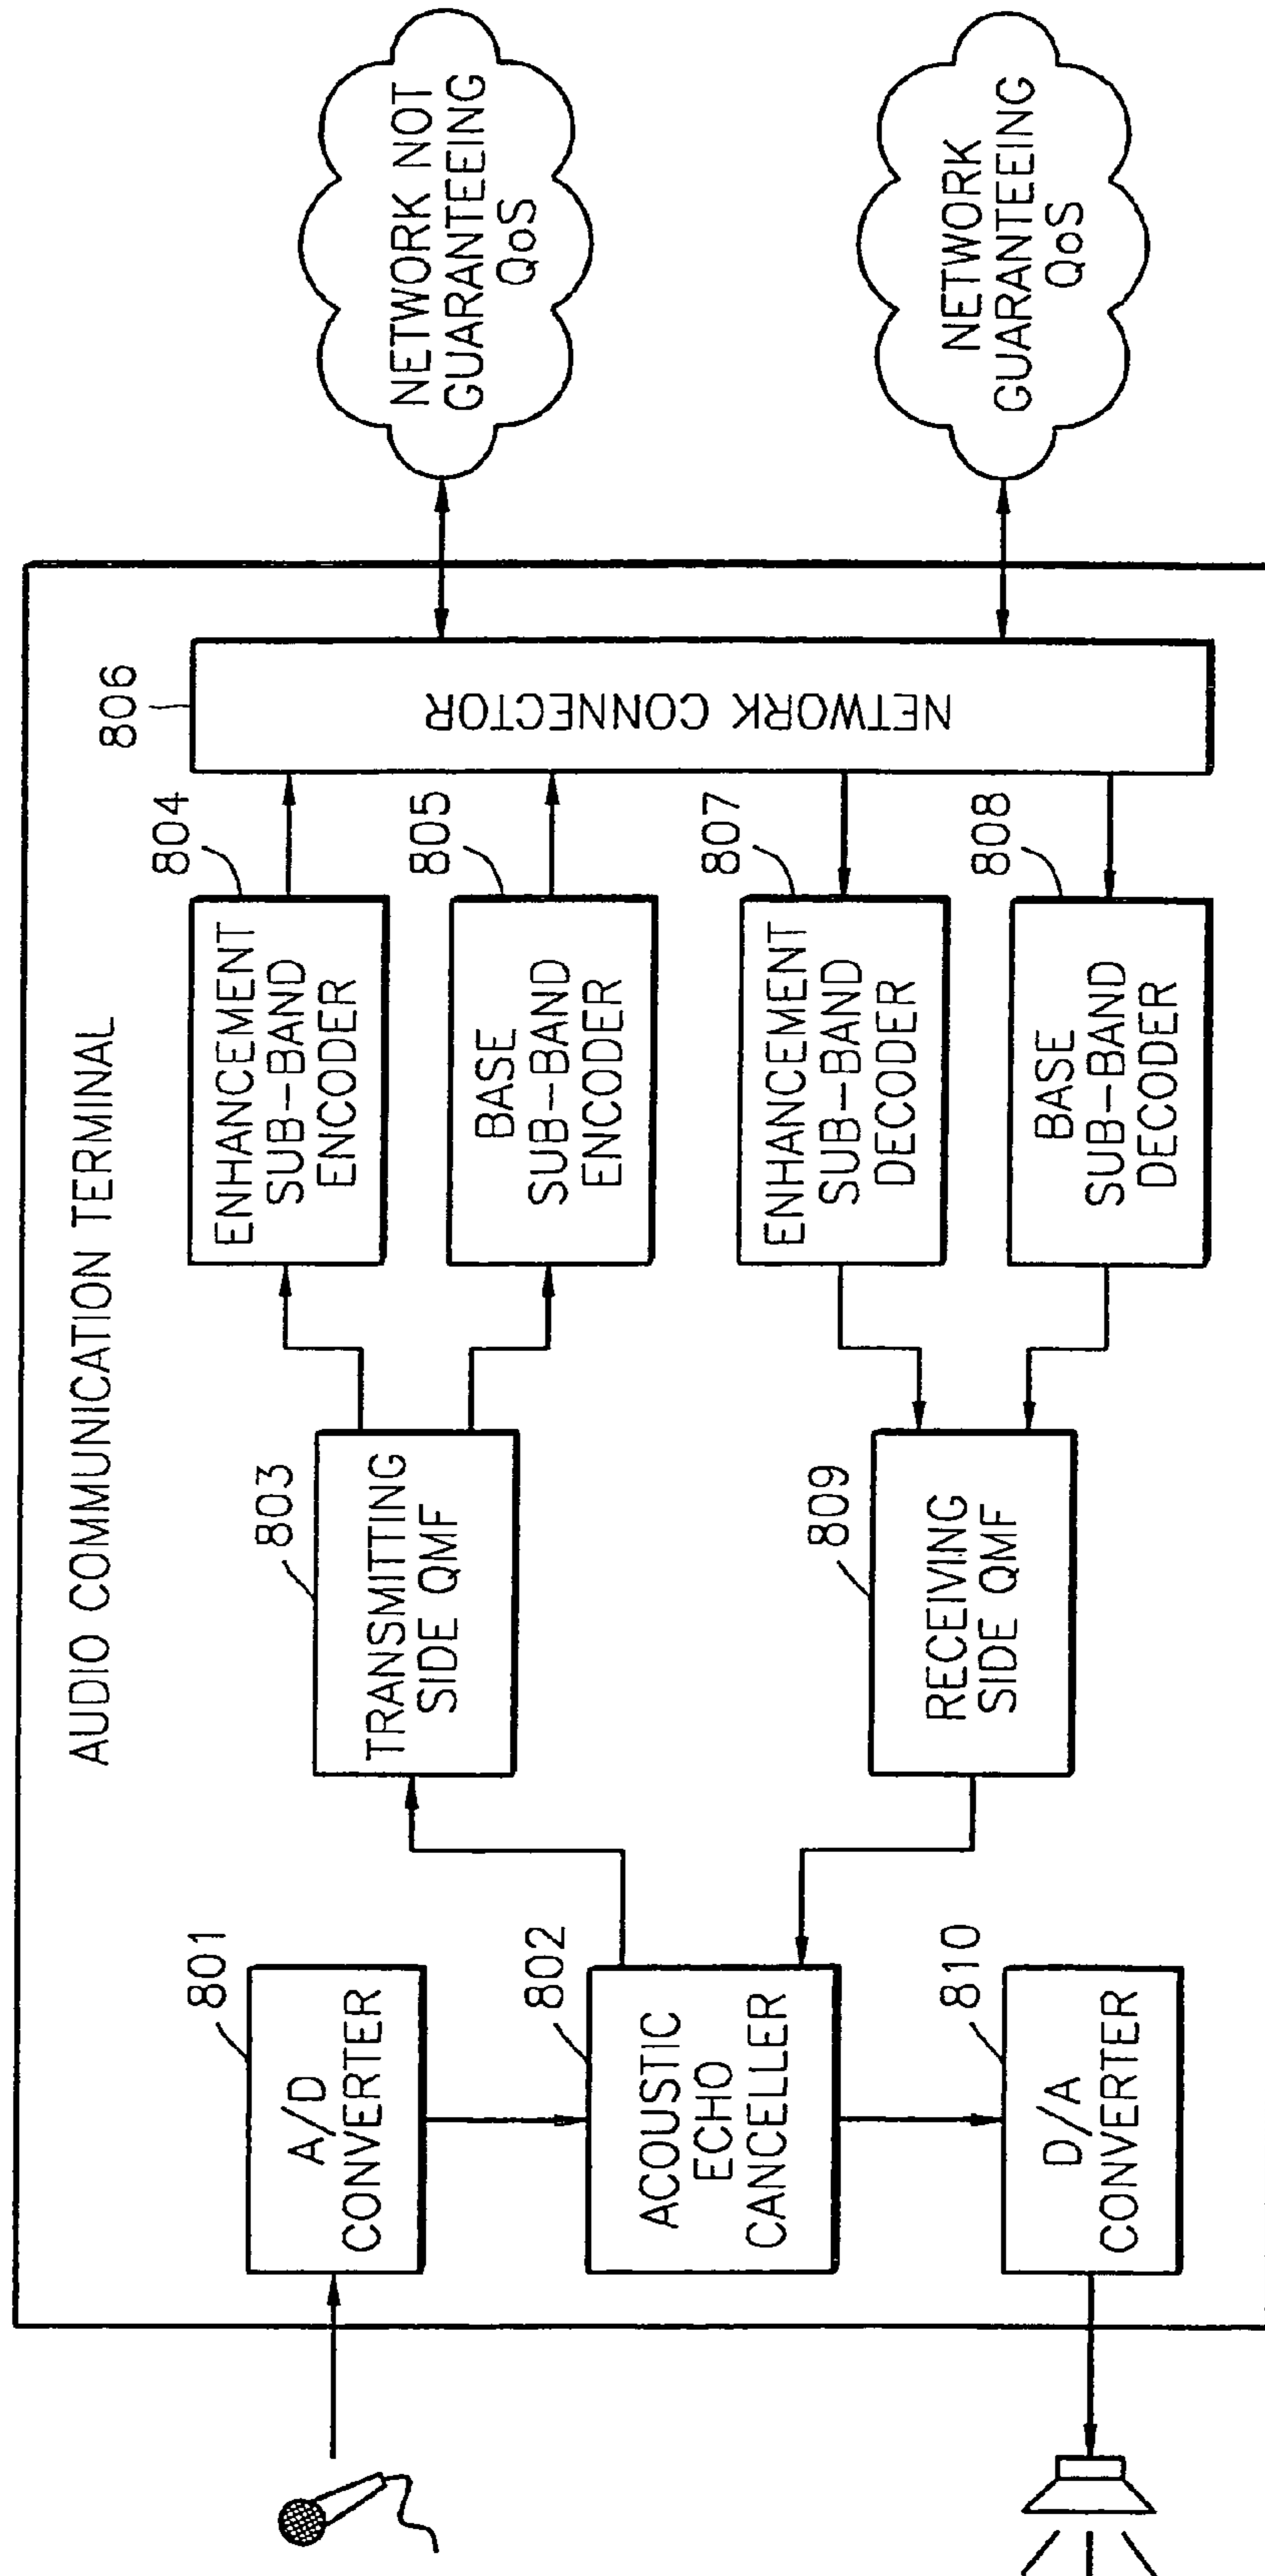 AUDIO COMMUNICATION TERMINAL
801
A/D
CONVERTER
802
ACOUSTIC
ECHO
CANCELLER
810
D/A
CONVERTER
803
TRANSMITTING
SIDE QMF
809
RECEIVING
SIDE QMF
804
ENHANCEMENT
SUB-BAND
ENCODER
805
BASE
SUB-BAND
ENCODER
807
ENHANCEMENT
SUB-BAND
DECODER
808
BASE
SUB-BAND
DECODER
806
NETWORK CONNECTOR
NETWORK NOT
GUARANTEEING
QoS
NETWORK
GUARANTEEING
QoS